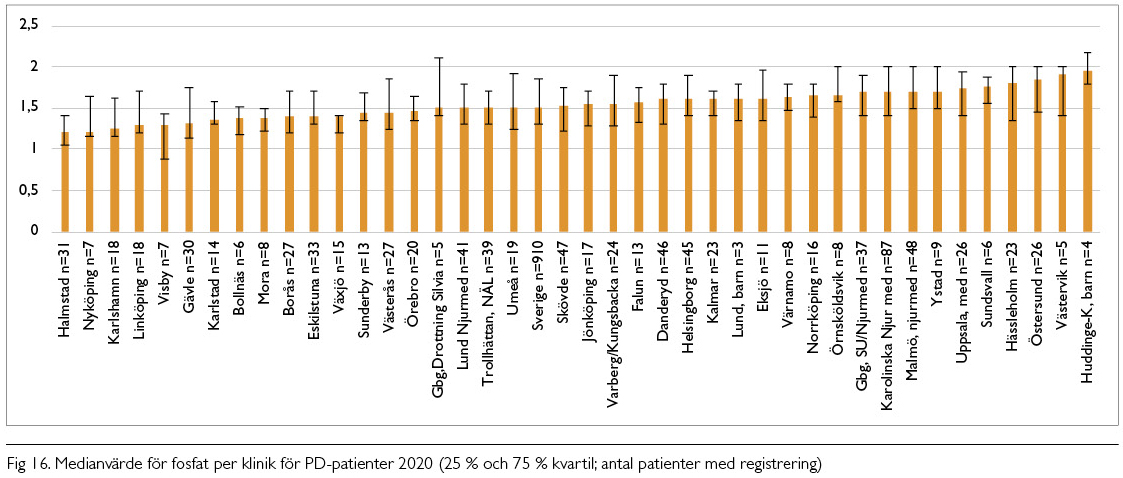 2,5
2
1,5
1
0,5
0
Halmstad n=31
Nyköping n=7
Karlshamn n=18
Linköping n=18
Visby n=7
Gävle n=30
Karlstad n=14
Bollnäs n=6
Mora n=8
Borås n=27
Eskilstuna n=33
Växjö n=15
Sunderby n=13
Västerås n=27
Örebro n=20
Gbg,Drottning Silvia n=5
Lund Njurmed n=41
Trollhättan, NÄL n=39
Umeå n=19
Sverige n=910
Skövde n=47
Jönköping n=17
Varberg/Kungsbacka n=24
Falun n=13
Danderyd n=46
Helsingborg n=45
Kalmar n=23
Lund, barn n=3
Eksjö n=11
Värnamo n=8
Norrköping n=16
Örnsköldsvik n=8
Gbg, SU/Njurmed n=37
Karolinska Njur med n=87
Malmö, njurmed n=48
Ystad n=9
Uppsala, med n=26
Sundsvall n=6
Hässleholm n=23
Östersund n=26
Västervik n=5
Huddinge-K, barn n=4
Fig 16. Medianvärde för fosfat per klinik för PD-patienter 2020 (25 % och 75 % kvartil; antal patienter med registrering)